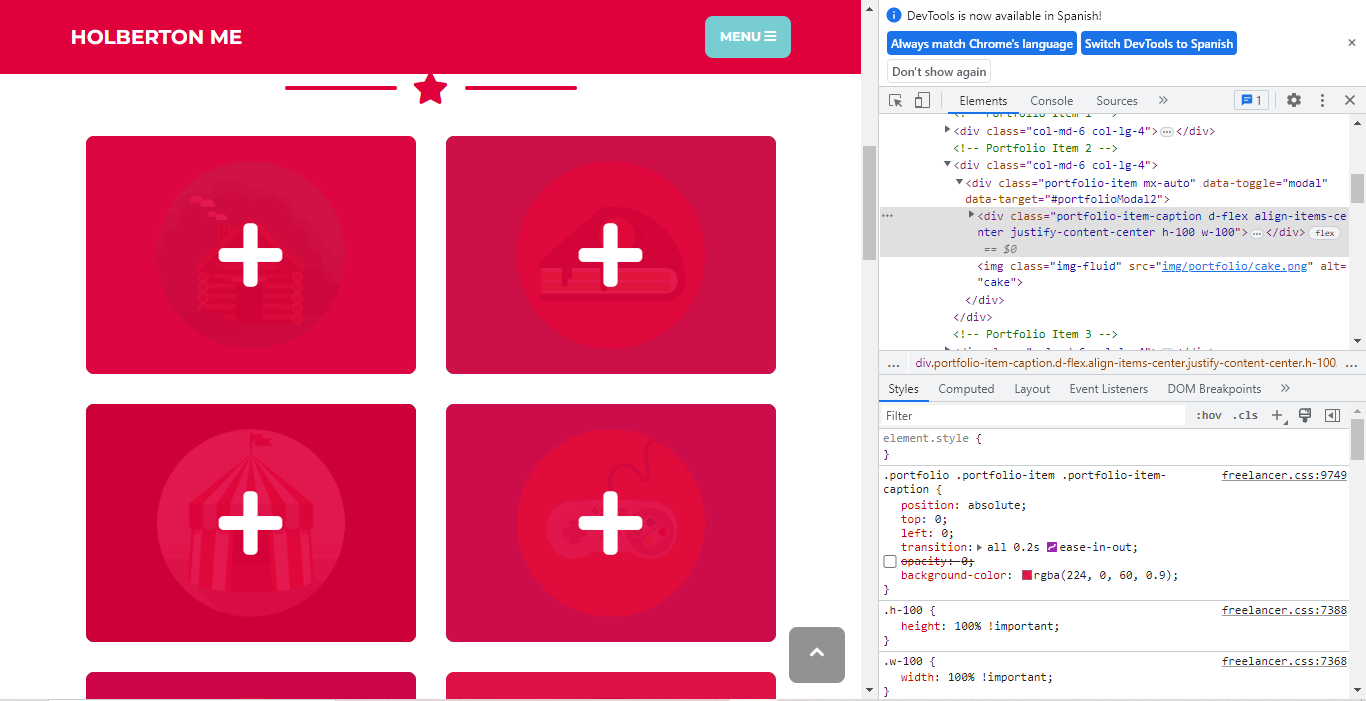 HOLBERTON ME
MENU
DevTools is now available in Spanish!
Always match Chrome's language
Switch DevTools to Spanish
Don't show again
Elements
Console
Sources
1
<!-- Portfolio Item 1 -->
<div class="col-md-6 col-lg-4"> … </div>
<!-- Portfolio Item 2 -->
<div class="col-md-6 col-lg-4">
<div class="portfolio-item mx-auto" data-toggle="modal"
data-target="#portfolioModal2">
<div class="portfolio-item-caption d-flex align-items-ce
nter justify-content-center h-100 w-100"> … </div> flex
== $0
<img class="img-fluid" src="img/portfolio/cake.png" alt=
"cake">
</div>
</div>
<!-- Portfolio Item 3 -->
... div.portfolio-item-caption.d-flex.align-items-center.justify-content-center.h-100. ...
Styles
Computed
Layout
Event Listeners
DOM Breakpoints
Filter
:hov
.cls
element.style {
}
.portfolio .portfolio-item .portfolio-item- freelancer.css:9749
caption {
position: absolute;
top: 0;
left: 0;
transition: all 0.2s ease-in-out;
opacity: 0;
background-color: rgba(224, 0, 60, 0.9);
}
.h-100 { freelancer.css:7388
height: 100% !important;
}
.w-100 { freelancer.css:7368
width: 100% !important;
}